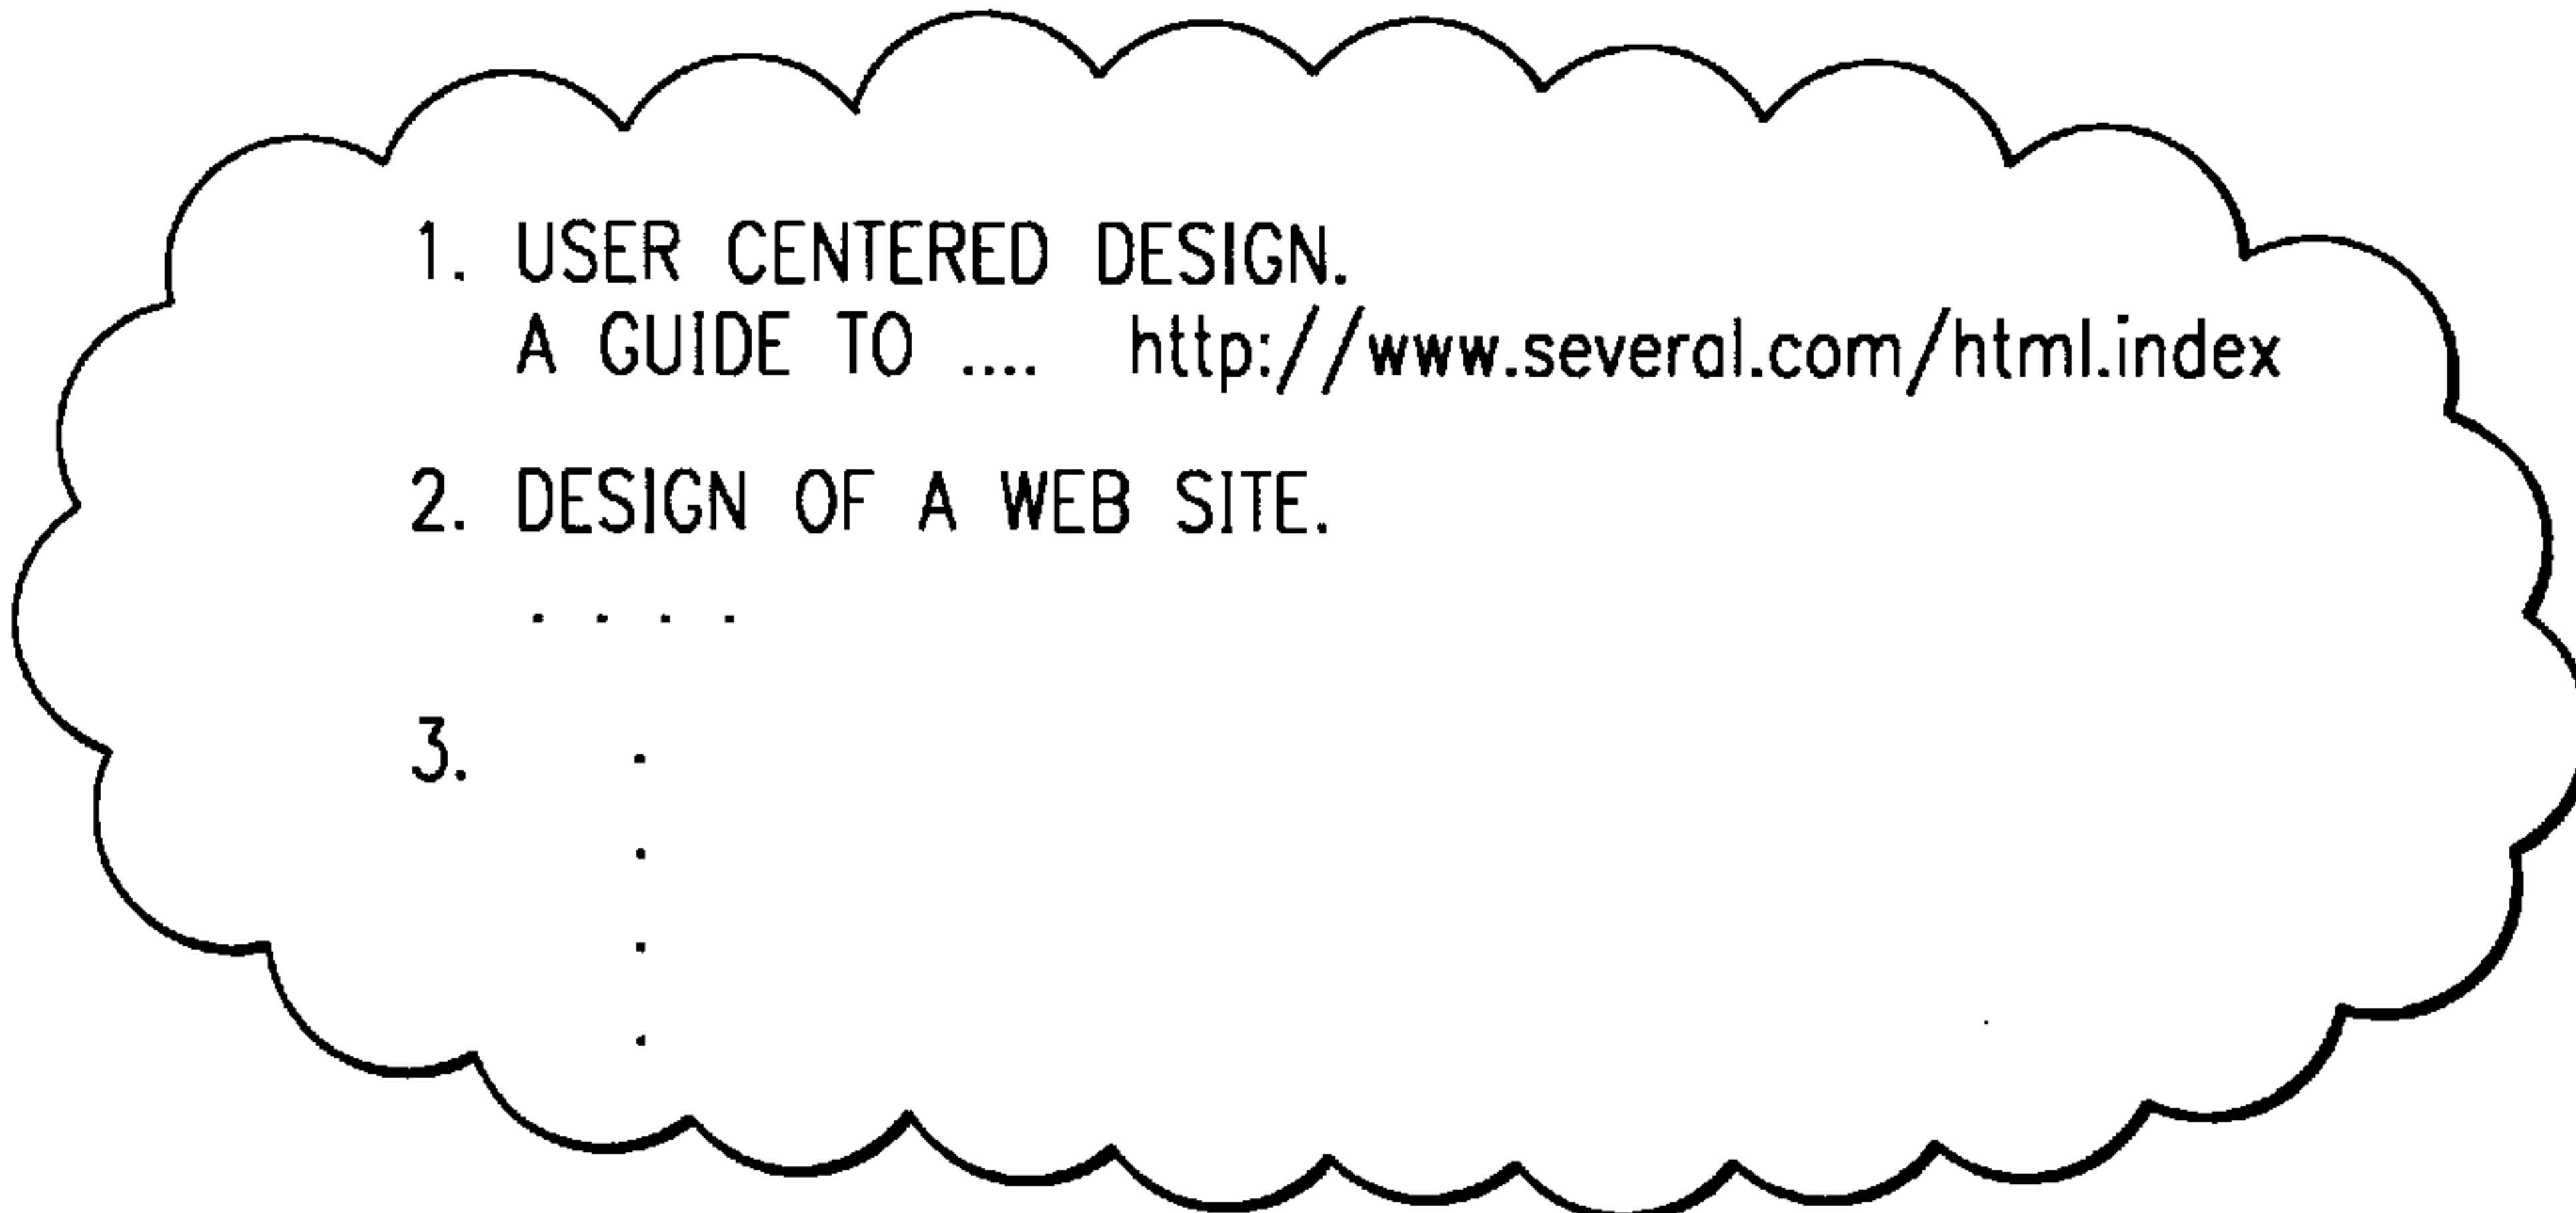 1. USER CENTERED DESIGN.
A GUIDE TO .... http://www.several.com/html.index
2. DESIGN OF A WEB SITE.
. . . .
3. .
.
.
.